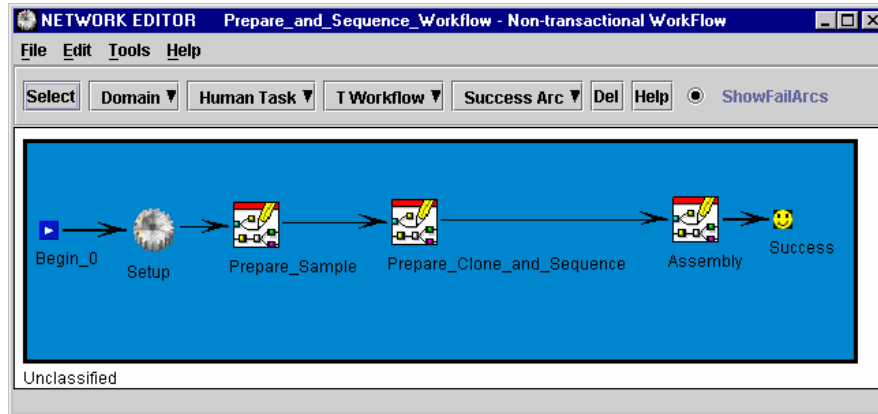 NETWORK EDITOR Prepare_and_Sequence_Workflow - Non-transactional WorkFlow
File Edit Tools Help
Select Domain Human Task T Workflow Success Arc Del Help ShowFailArcs
Begin_0 Setup Prepare_Sample Prepare_Clone_and_Sequence Assembly Success
Unclassified